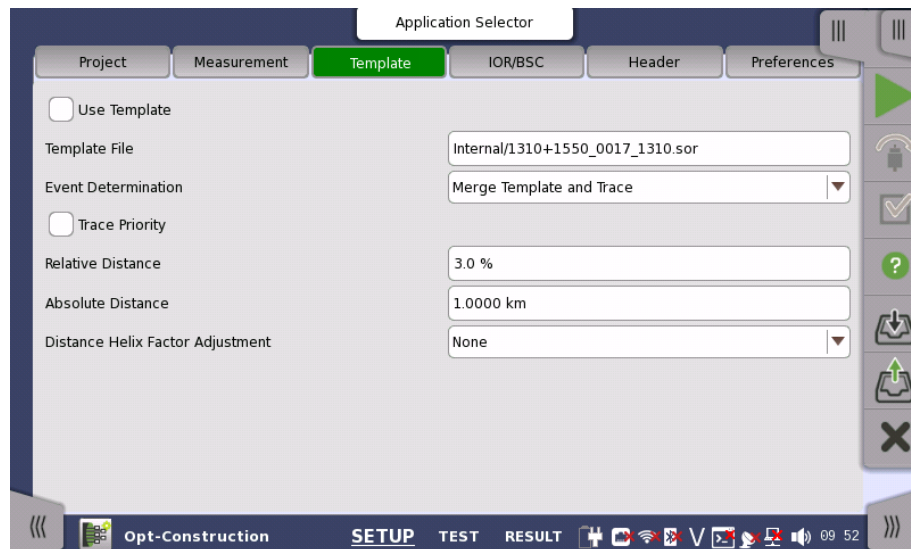 Application Selector
Project Measurement Template IOR/BSC Header Preferences
Use Template
Template File Internal/1310+1550_0017_1310.sor
Event Determination Merge Template and Trace
Trace Priority
Relative Distance 3.0 %
Absolute Distance 1.0000 km
Distance Helix Factor Adjustment None
Opt-Construction SETUP TEST RESULT V 09 52